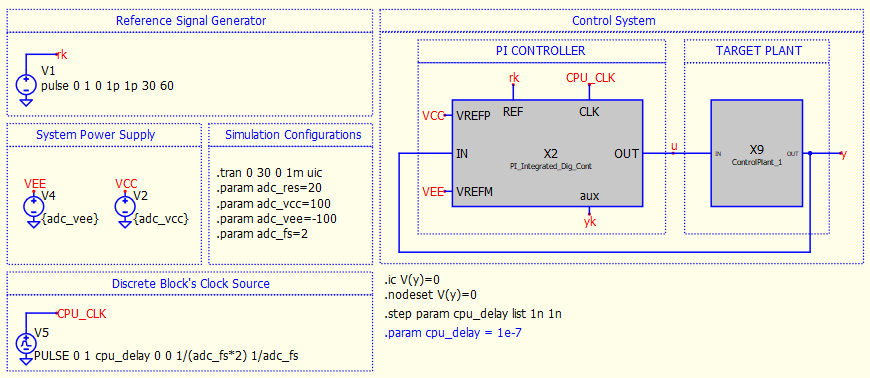 Reference Signal Generator
rk
V1
pulse 0 1 0 1p 1p 30 60
System Power Supply
VEE
V4
{adc_vee}
VCC
V2
{adc_vcc}
Simulation Configurations
.tran 0 30 0 1m uic
.param adc_res=20
.param adc_vcc=100
.param adc_vee=-100
.param adc_fs=2
Discrete Block's Clock Source
CPU_CLK
V5
PULSE 0 1 cpu_delay 0 0 1/(adc_fs*2) 1/adc_fs
Control System
PI CONTROLLER
rk
CPU_CLK
REF
CLK
VCC
VREFP
IN
X2
OUT
PI_Integrated_Dig_Cont
VEE
VREFM
aux
yk
u
TARGET PLANT
X9
IN
OUT
ControlPlant_1
y
.ic V(y)=0
.nodeset V(y)=0
.step param cpu_delay list 1n 1n
.param cpu_delay = 1e-7